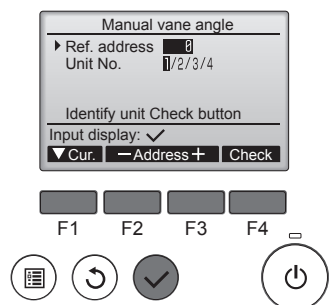 Manual vane angle
Ref. address 0
Unit No. 1/2/3/4
Identify unit Check button
Input display: ✓
▼Cur. −Address+ Check
F1 F2 F3 F4